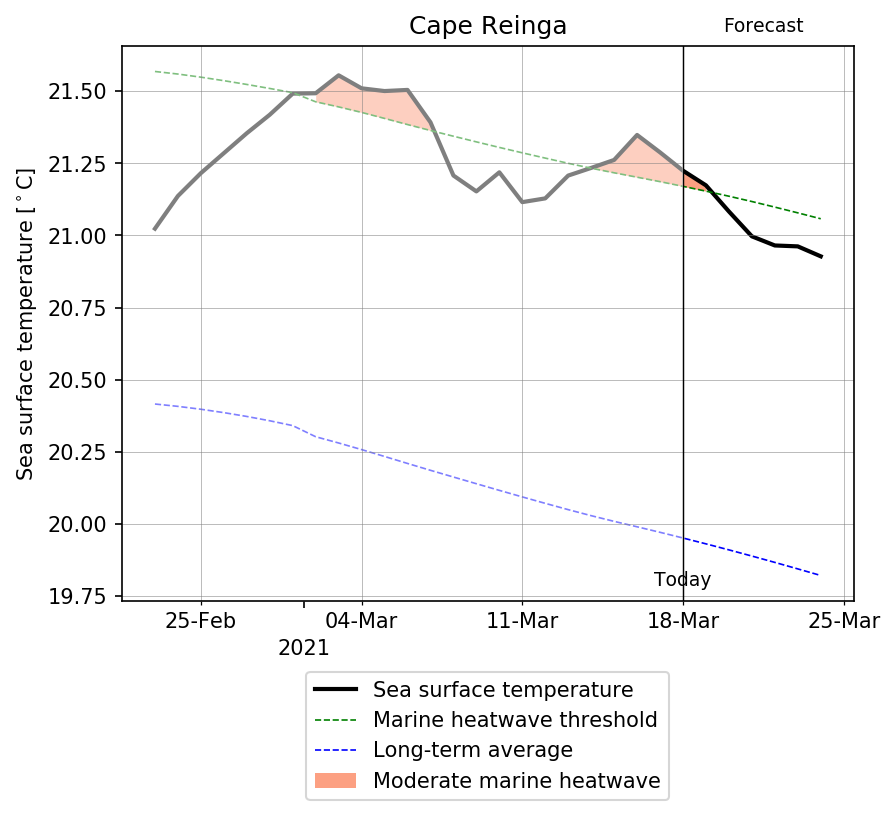 Cape Reinga
Forecast
Sea surface temperature [°C]
21.50
21.25
21.00
20.75
20.50
20.25
20.00
19.75
Today
25-Feb
04-Mar
11-Mar
18-Mar
25-Mar
2021
Sea surface temperature
Marine heatwave threshold
Long-term average
Moderate marine heatwave